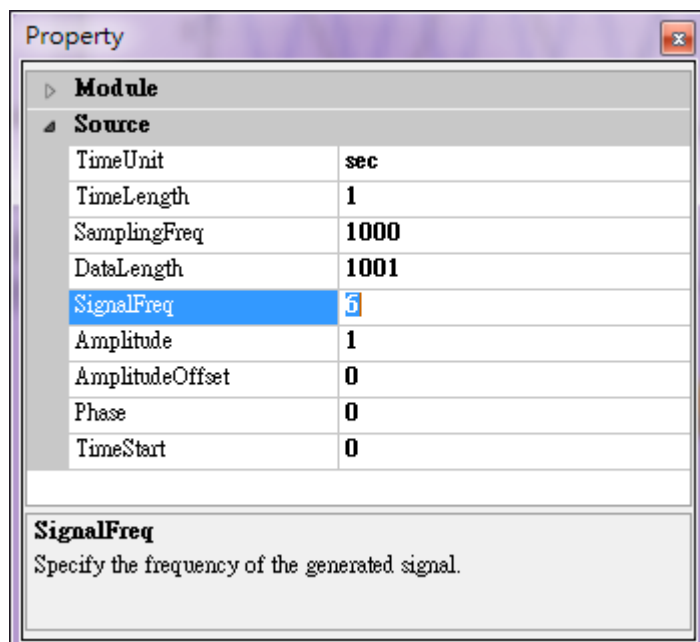 Property
Module
Source
TimeUnit sec
TimeLength 1
SamplingFreq 1000
DataLength 1001
SignalFreq
Amplitude 1
AmplitudeOffset 0
Phase 0
TimeStart 0
SignalFreq
Specify the frequency of the generated signal.